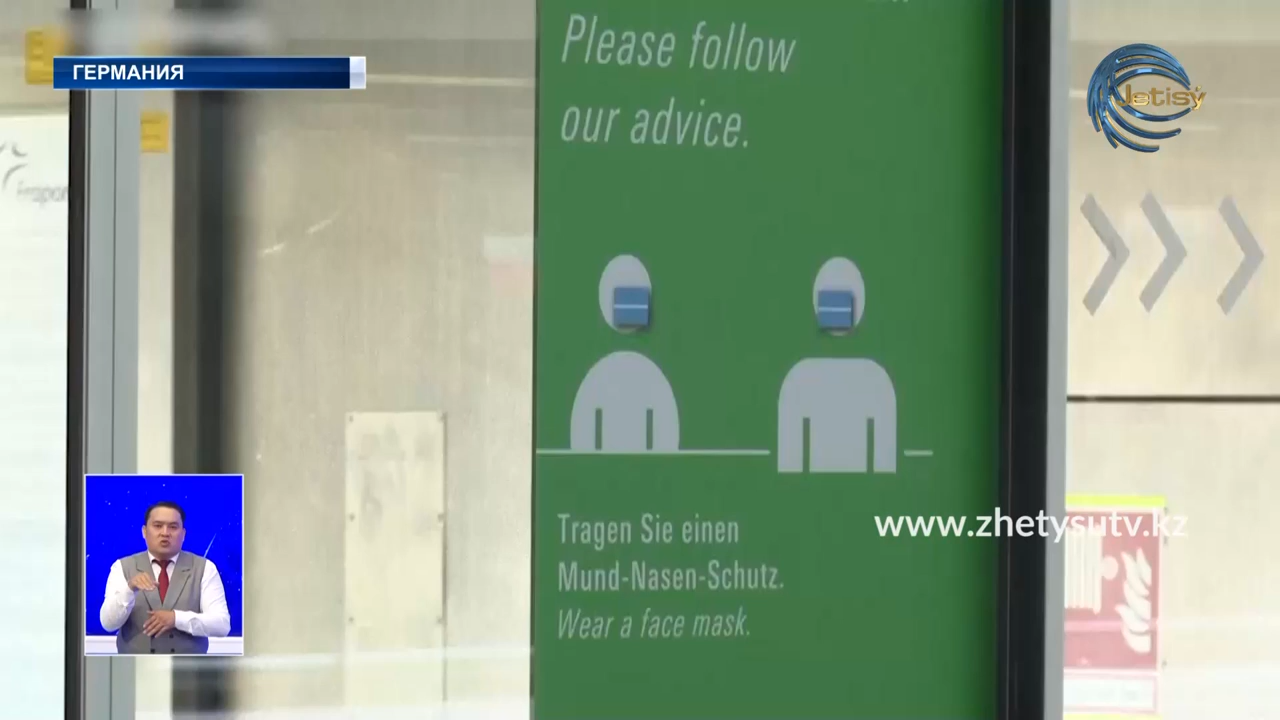 ГЕРМАНИЯ
Please follow
our advice.
Jetisý
Tragen Sie einen
Mund-Nasen-Schutz.
Wear a face mask.
www.zhetysutv.kz